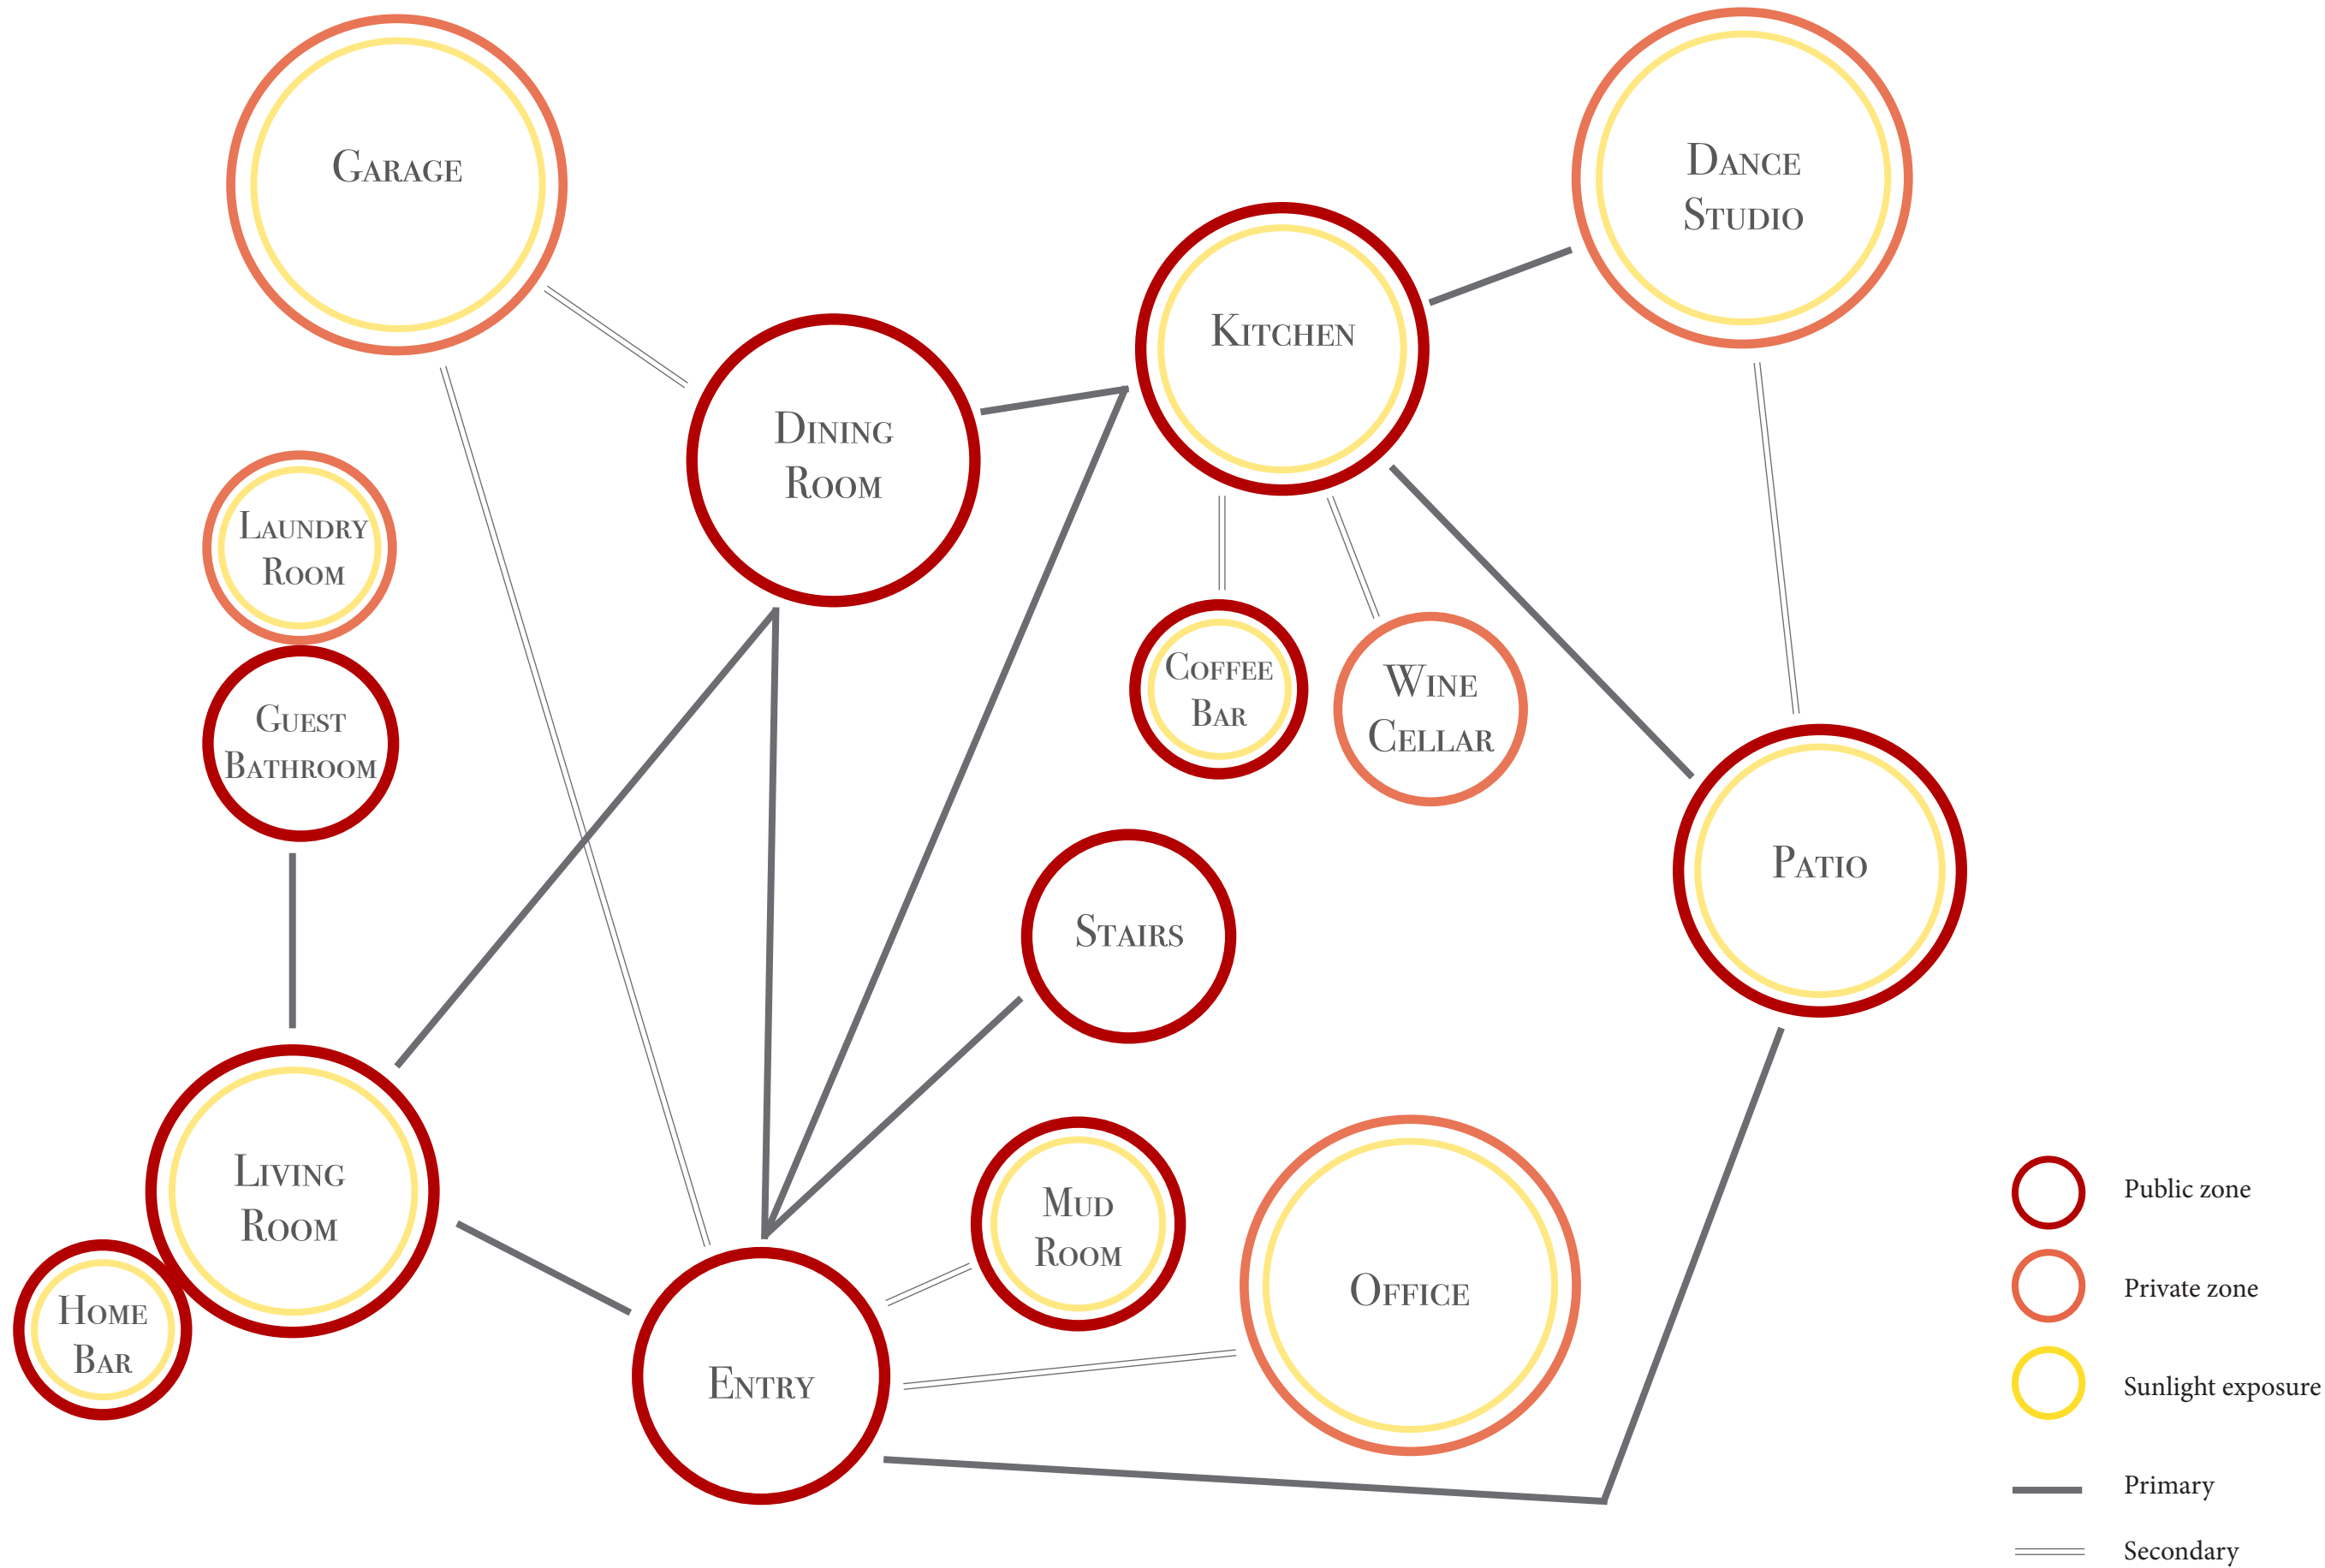 Garage
Dance
Studio
Kitchen
Dining
Room
Laundry
Room
Guest
Bathroom
Coffee
Bar
Wine
Cellar
Patio
Stairs
Living
Room
Home
Bar
Mud
Room
Office
Entry
Public zone
Private zone
Sunlight exposure
Primary
Secondary